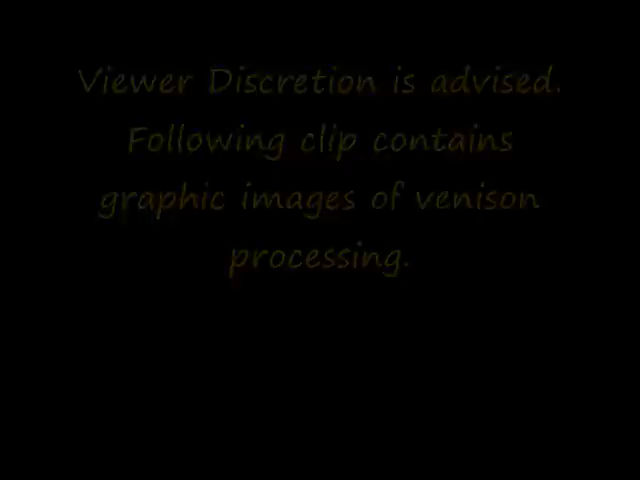 Viewer Discretion is advised.
Following clip contains
graphic images of venison
processing.